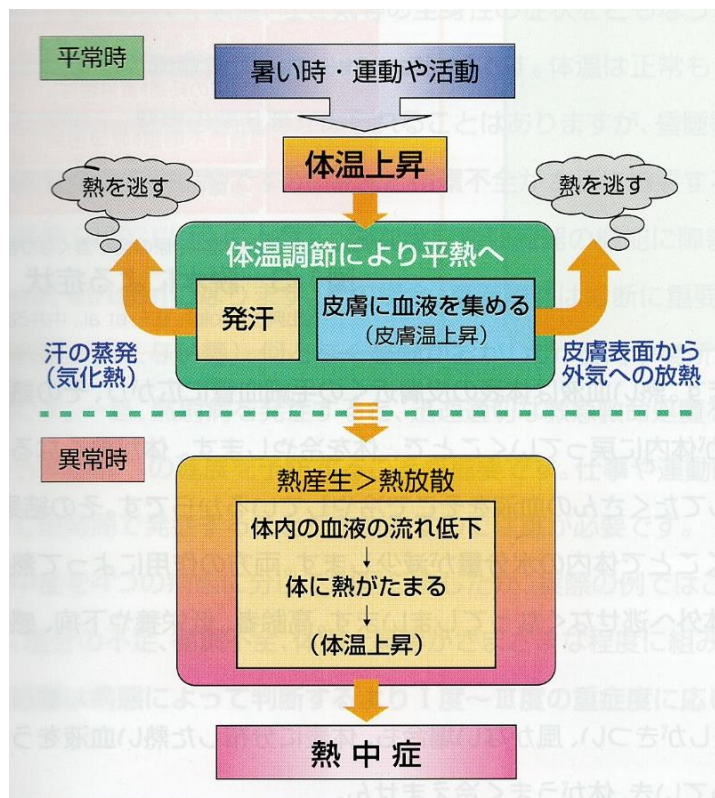 平常時
暑い時・運動や活動
体温上昇
熱を逃す
熱を逃す
体温調節により平熱へ
発汗
皮膚に血液を集める
(皮膚温上昇)
汗の蒸発
(気化熱)
皮膚表面から
外気への放熱
異常時
熱産生>熱放散
体内の血液の流れ低下
↓
体に熱がたまる
↓
(体温上昇)
熱中症